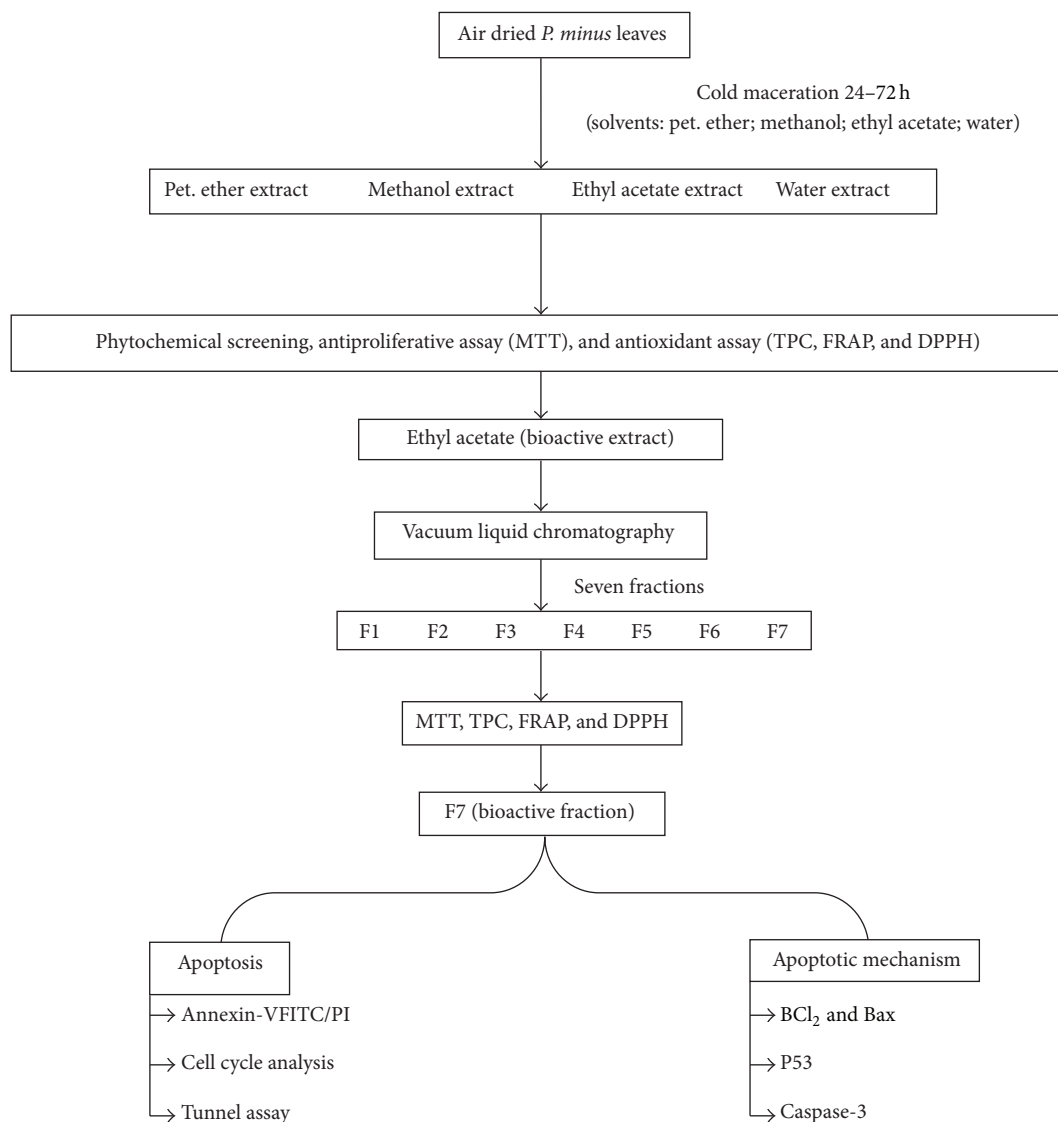 Air dried P. minus leaves
Cold maceration 24–72 h
(solvents: pet. ether; methanol; ethyl acetate; water)
Pet. ether extract Methanol extract Ethyl acetate extract Water extract
Phytochemical screening, antiproliferative assay (MTT), and antioxidant assay (TPC, FRAP, and DPPH)
Ethyl acetate (bioactive extract)
Vacuum liquid chromatography
Seven fractions
F1 F2 F3 F4 F5 F6 F7
MTT, TPC, FRAP, and DPPH
F7 (bioactive fraction)
Apoptosis
Annexin-VFITC/PI
Cell cycle analysis
Tunnel assay
Apoptotic mechanism
BCl₂ and Bax
P53
Caspase-3